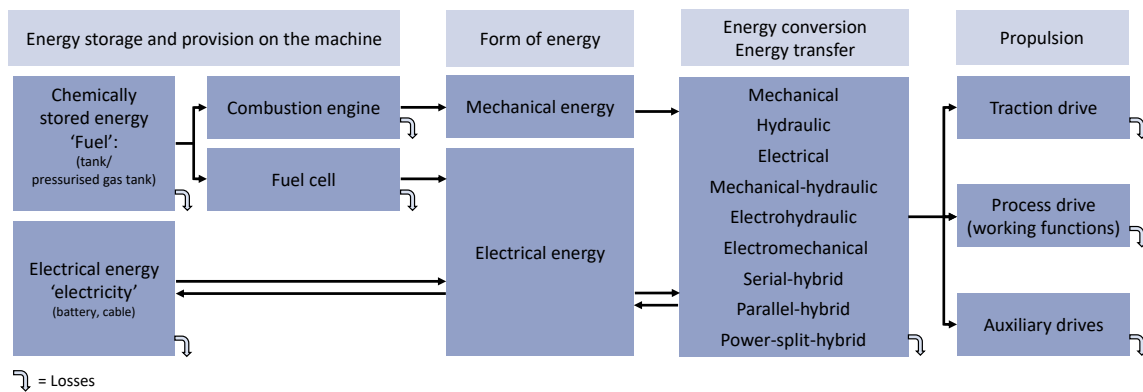 Energy storage and provision on the machine
Form of energy
Energy conversion
Energy transfer
Propulsion
Chemically
stored energy
‘Fuel’:
(tank/
pressurised gas tank)
Combustion engine
Fuel cell
Electrical energy
‘electricity’
(battery, cable)
Mechanical energy
Electrical energy
Mechanical
Hydraulic
Electrical
Mechanical-hydraulic
Electrohydraulic
Electromechanical
Serial-hybrid
Parallel-hybrid
Power-split-hybrid
Traction drive
Process drive
(working functions)
Auxiliary drives
= Losses